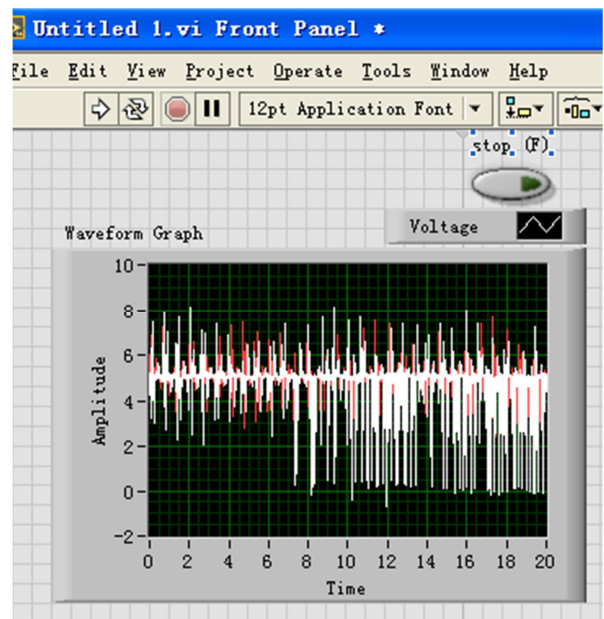 Untitled 1.vi Front Panel *
File Edit View Project Operate Tools Window Help
12pt Application Font
stop (F)
Voltage
Waveform Graph
10
8
6
4
2
0
-2
Amplitude
0 2 4 6 8 10 12 14 16 18 20
Time